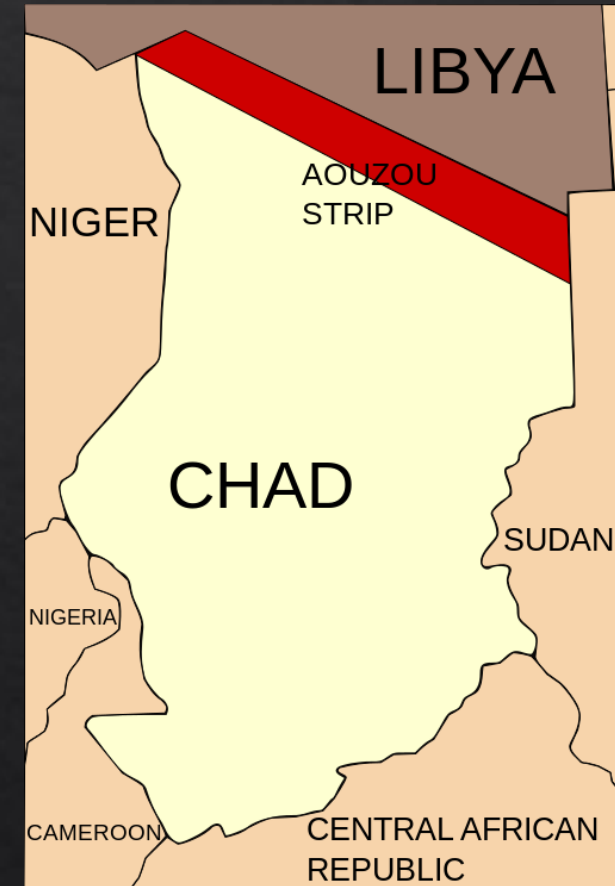 LIBYA
AOUZOU
STRIP
NIGER
CHAD
SUDAN
NIGERIA
CAMEROON
CENTRAL AFRICAN
REPUBLIC